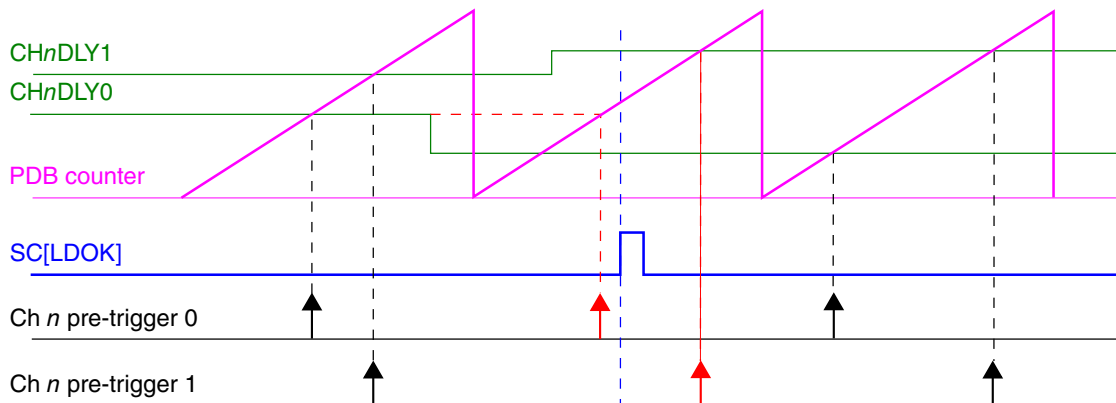 CHnDLY1
CHnDLY0
PDB counter
SC[LDOK]
Ch n pre-trigger 0
Ch n pre-trigger 1